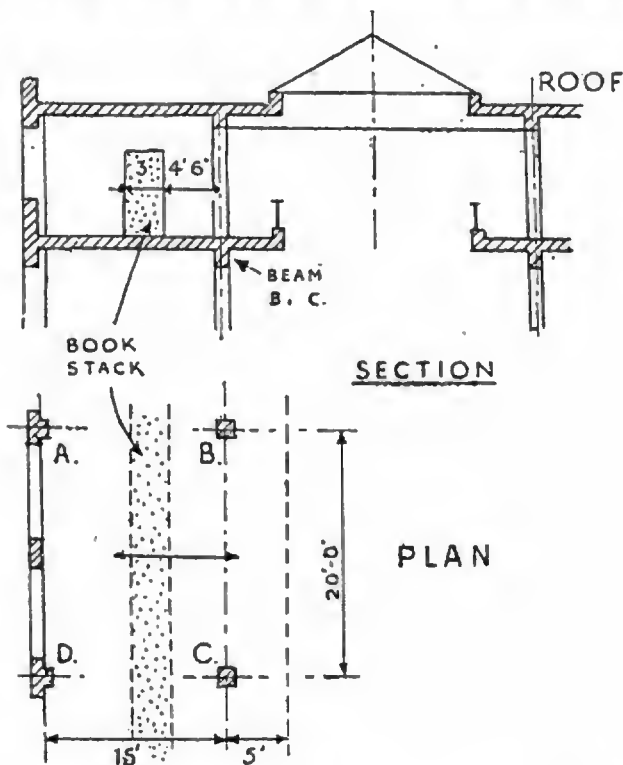 ROOF
3' 4'6"
BEAM
B. C.
BOOK
STACK
SECTION
A.
B.
20'-0"
PLAN
D.
C.
15'
5'